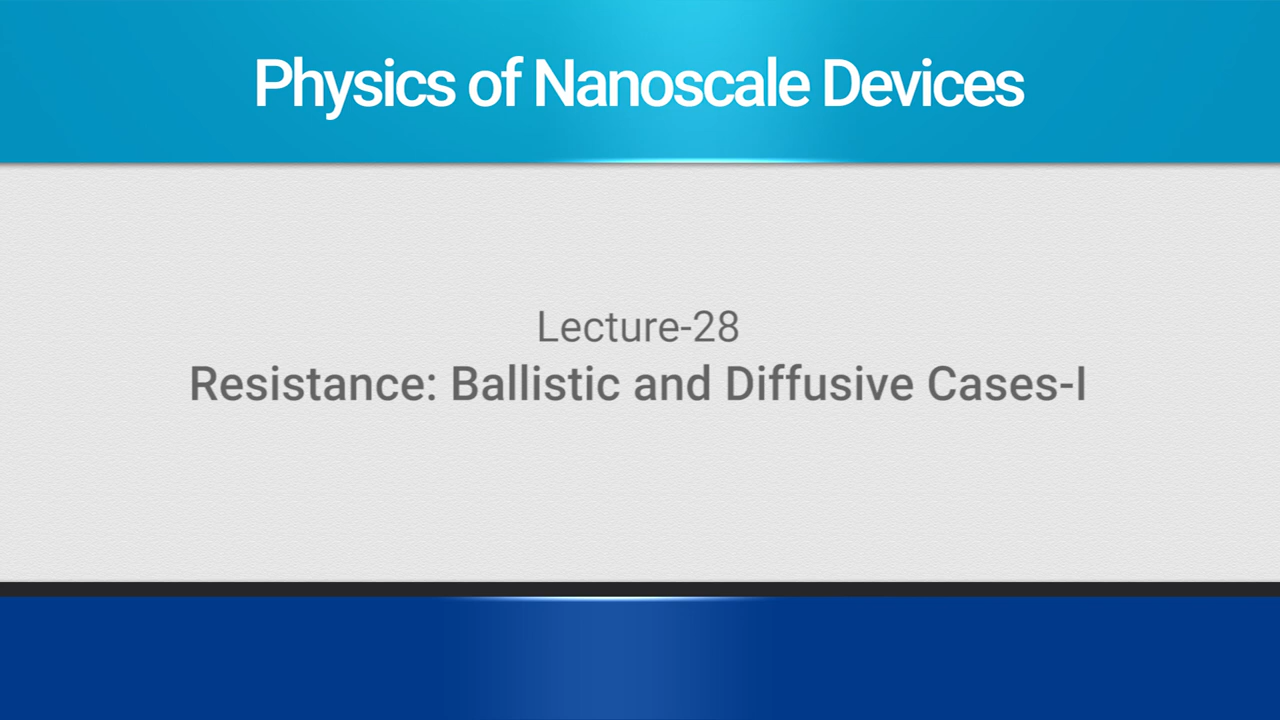 Physics of Nanoscale Devices
Lecture-28
Resistance: Ballistic and Diffusive Cases-I